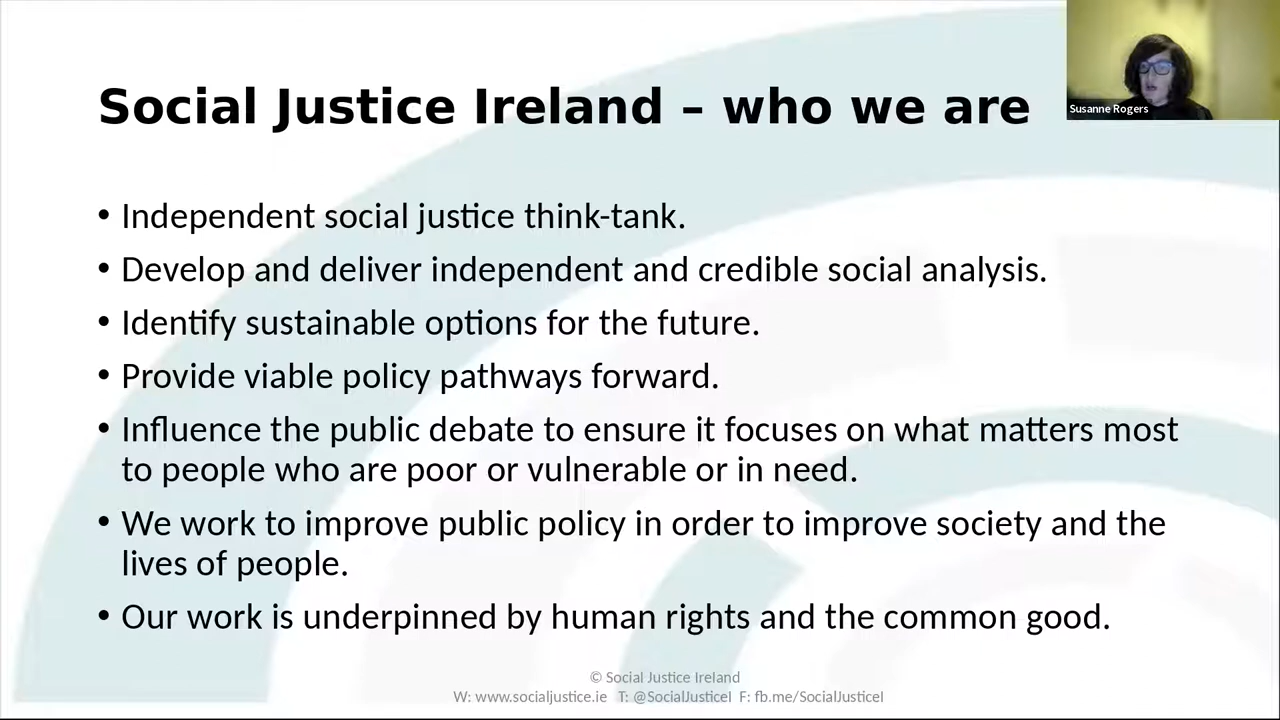 Social Justice Ireland – who we are
Susanne Rogers
• Independent social justice think-tank.
• Develop and deliver independent and credible social analysis.
• Identify sustainable options for the future.
• Provide viable policy pathways forward.
• Influence the public debate to ensure it focuses on what matters most
to people who are poor or vulnerable or in need.
• We work to improve public policy in order to improve society and the
lives of people.
• Our work is underpinned by human rights and the common good.
© Social Justice Ireland
W: www.socialjustice.ie T: @SocialJusticeI F: fb.me/SocialJusticeI